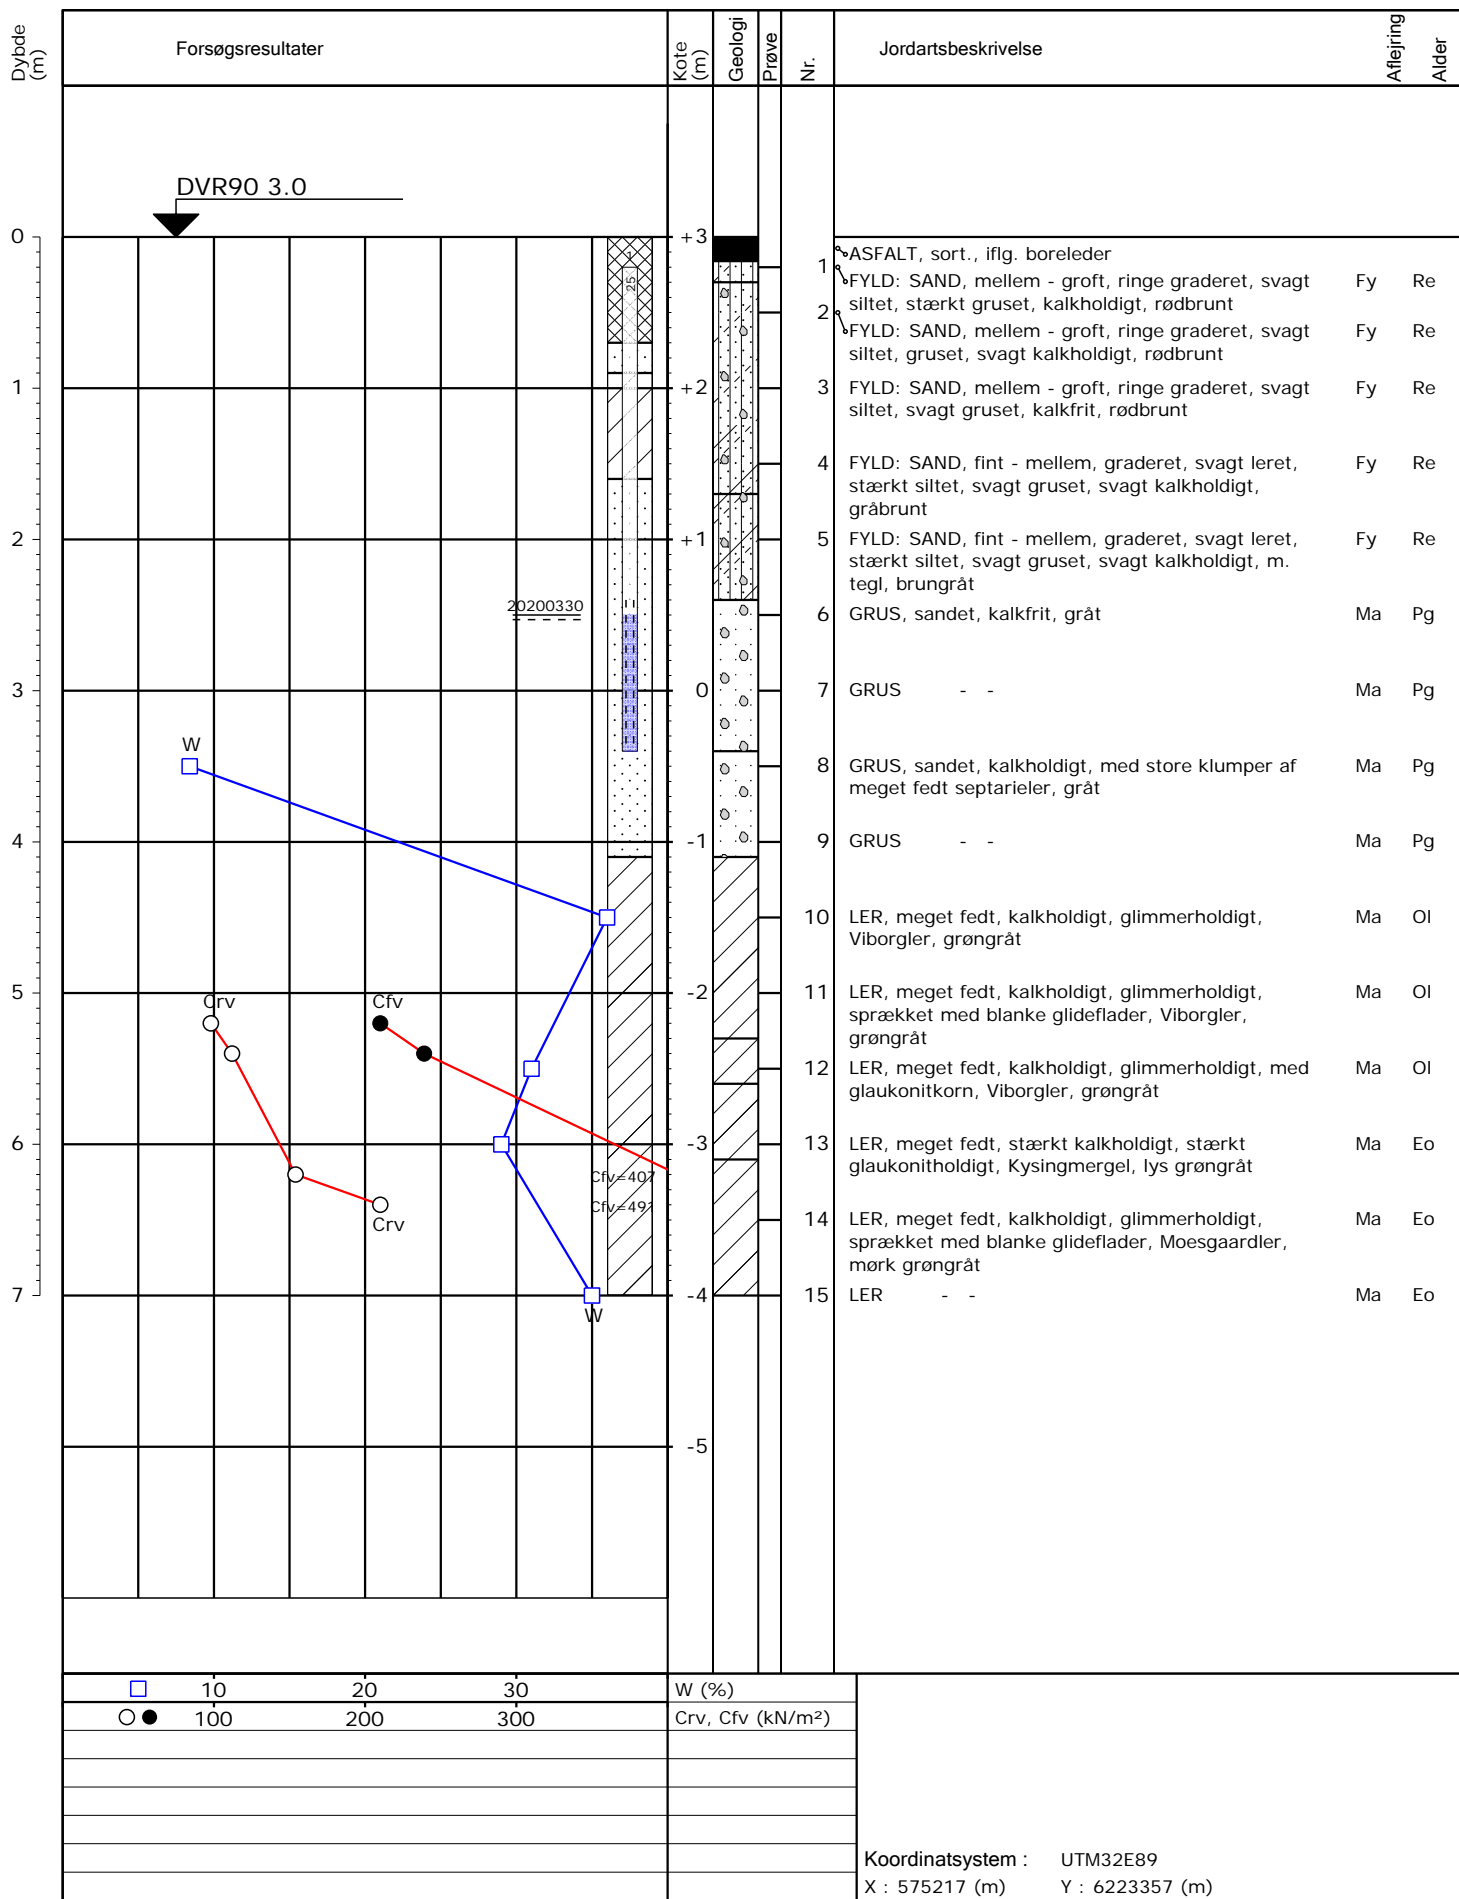 Dybde
(m)
Forsøgsresultater
Kote
(m)
Geologi
Prøve
Nr.
Jordartsbeskrivelse
Aflejring
Alder
DVR90 3.0
0
+3
1
25
1 ASFALT, sort., iflg. boreleder
FYLD: SAND, mellem - groft, ringe graderet, svagt Fy Re
siltet, stærkt gruset, kalkholdigt, rødbrunt
2
FYLD: SAND, mellem - groft, ringe graderet, svagt Fy Re
siltet, gruset, svagt kalkholdigt, rødbrunt
1
+2
3 FYLD: SAND, mellem - groft, ringe graderet, svagt Fy Re
siltet, svagt gruset, kalkfrit, rødbrunt
4 FYLD: SAND, fint - mellem, graderet, svagt leret, Fy Re
stærkt siltet, svagt gruset, svagt kalkholdigt,
gråbrunt
2
+1
5 FYLD: SAND, fint - mellem, graderet, svagt leret, Fy Re
stærkt siltet, svagt gruset, svagt kalkholdigt, m.
tegl, brungråt
20200330
6 GRUS, sandet, kalkfrit, gråt Ma Pg
3
0
7 GRUS - - Ma Pg
W
8 GRUS, sandet, kalkholdigt, med store klumper af Ma Pg
meget fedt septarieler, gråt
4
-1
9 GRUS - - Ma Pg
10 LER, meget fedt, kalkholdigt, glimmerholdigt, Ma Ol
Viborgler, grøngråt
5
Crv
Cfv
-2
11 LER, meget fedt, kalkholdigt, glimmerholdigt, Ma Ol
sprækket med blanke glideflader, Viborgler,
grøngråt
12 LER, meget fedt, kalkholdigt, glimmerholdigt, med Ma Ol
glaukonitkorn, Viborgler, grøngråt
6
-3
13 LER, meget fedt, stærkt kalkholdigt, stærkt Ma Eo
glaukonitholdigt, Kysingmergel, lys grøngråt
Cfv=407
Crv
14 LER, meget fedt, kalkholdigt, glimmerholdigt, Ma Eo
sprækket med blanke glideflader, Moesgaardler,
mørk grøngråt
7
W
-4
15 LER - - Ma Eo
-5
10 20 30 W (%)
100 200 300 Crv, Cfv (kN/m²)
Koordinatsystem : UTM32E89
X : 575217 (m) Y : 6223357 (m)